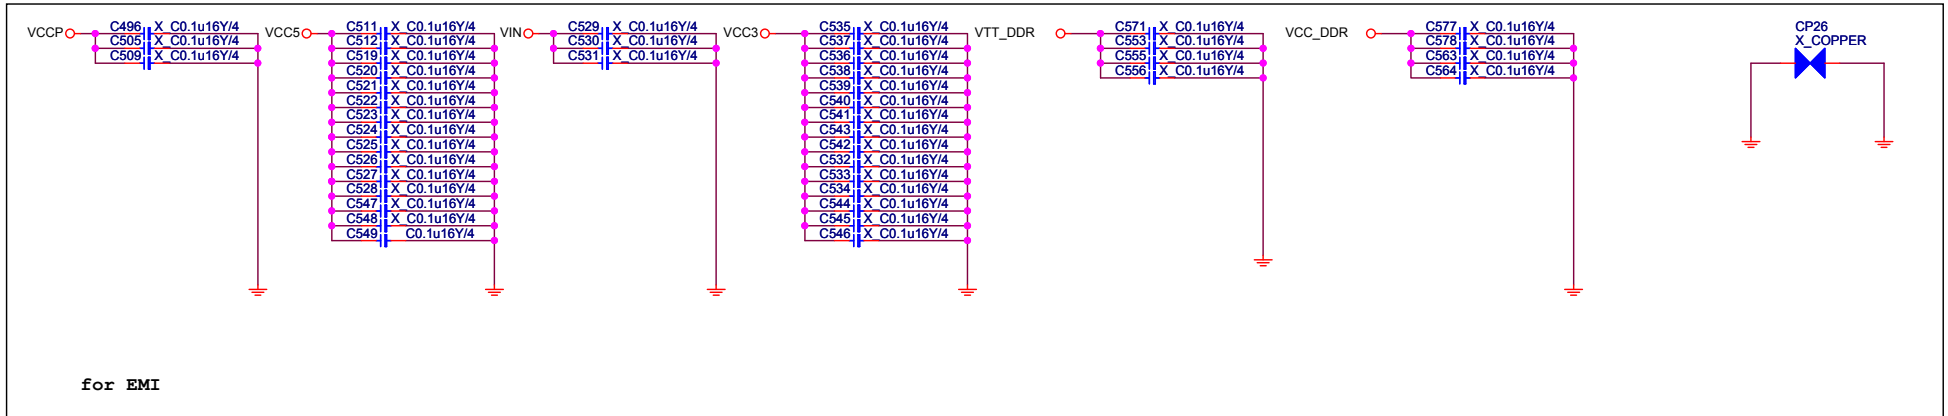 VCCP
C496 X_C0.1u16Y/4
C505 X_C0.1u16Y/4
C509 X_C0.1u16Y/4
VCC5
C511 X_C0.1u16Y/4
C512 X_C0.1u16Y/4
C519 X_C0.1u16Y/4
C520 X_C0.1u16Y/4
C521 X_C0.1u16Y/4
C522 X_C0.1u16Y/4
C523 X_C0.1u16Y/4
C524 X_C0.1u16Y/4
C525 X_C0.1u16Y/4
C526 X_C0.1u16Y/4
C527 X_C0.1u16Y/4
C528 X_C0.1u16Y/4
C547 X_C0.1u16Y/4
C548 X_C0.1u16Y/4
C549 C0.1u16Y/4
VIN
C529 X_C0.1u16Y/4
C530 X_C0.1u16Y/4
C531 X_C0.1u16Y/4
VCC3
C535 X_C0.1u16Y/4
C537 X_C0.1u16Y/4
C536 X_C0.1u16Y/4
C538 X_C0.1u16Y/4
C539 X_C0.1u16Y/4
C540 X_C0.1u16Y/4
C541 X_C0.1u16Y/4
C543 X_C0.1u16Y/4
C542 X_C0.1u16Y/4
C532 X_C0.1u16Y/4
C533 X_C0.1u16Y/4
C534 X_C0.1u16Y/4
C544 X_C0.1u16Y/4
C545 X_C0.1u16Y/4
C546 X_C0.1u16Y/4
VTT_DDR
C571 X_C0.1u16Y/4
C553 X_C0.1u16Y/4
C555 X_C0.1u16Y/4
C556 X_C0.1u16Y/4
VCC_DDR
C577 X_C0.1u16Y/4
C578 X_C0.1u16Y/4
C563 X_C0.1u16Y/4
C564 X_C0.1u16Y/4
CP26
X_COPPER
for EMI